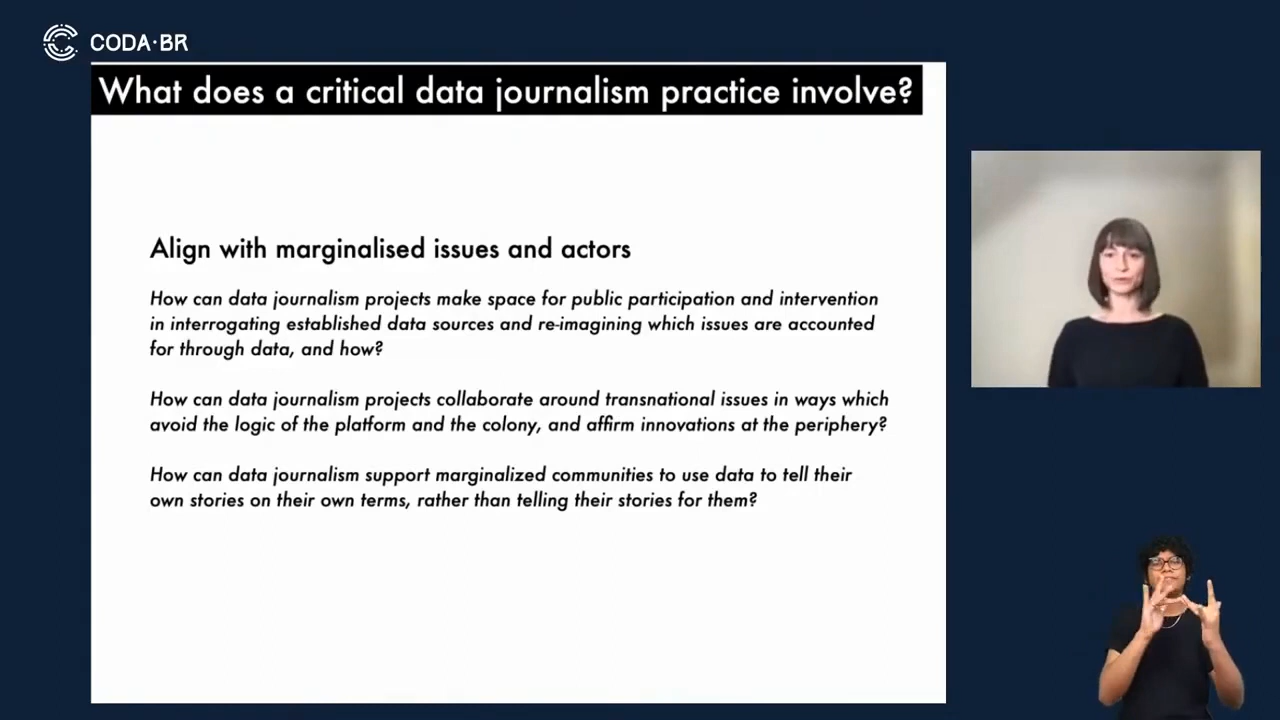 CODA·BR
What does a critical data journalism practice involve?
Align with marginalised issues and actors
How can data journalism projects make space for public participation and intervention
in interrogating established data sources and re-imagining which issues are accounted
for through data, and how?
How can data journalism projects collaborate around transnational issues in ways which
avoid the logic of the platform and the colony, and affirm innovations at the periphery?
How can data journalism support marginalized communities to use data to tell their
own stories on their own terms, rather than telling their stories for them?